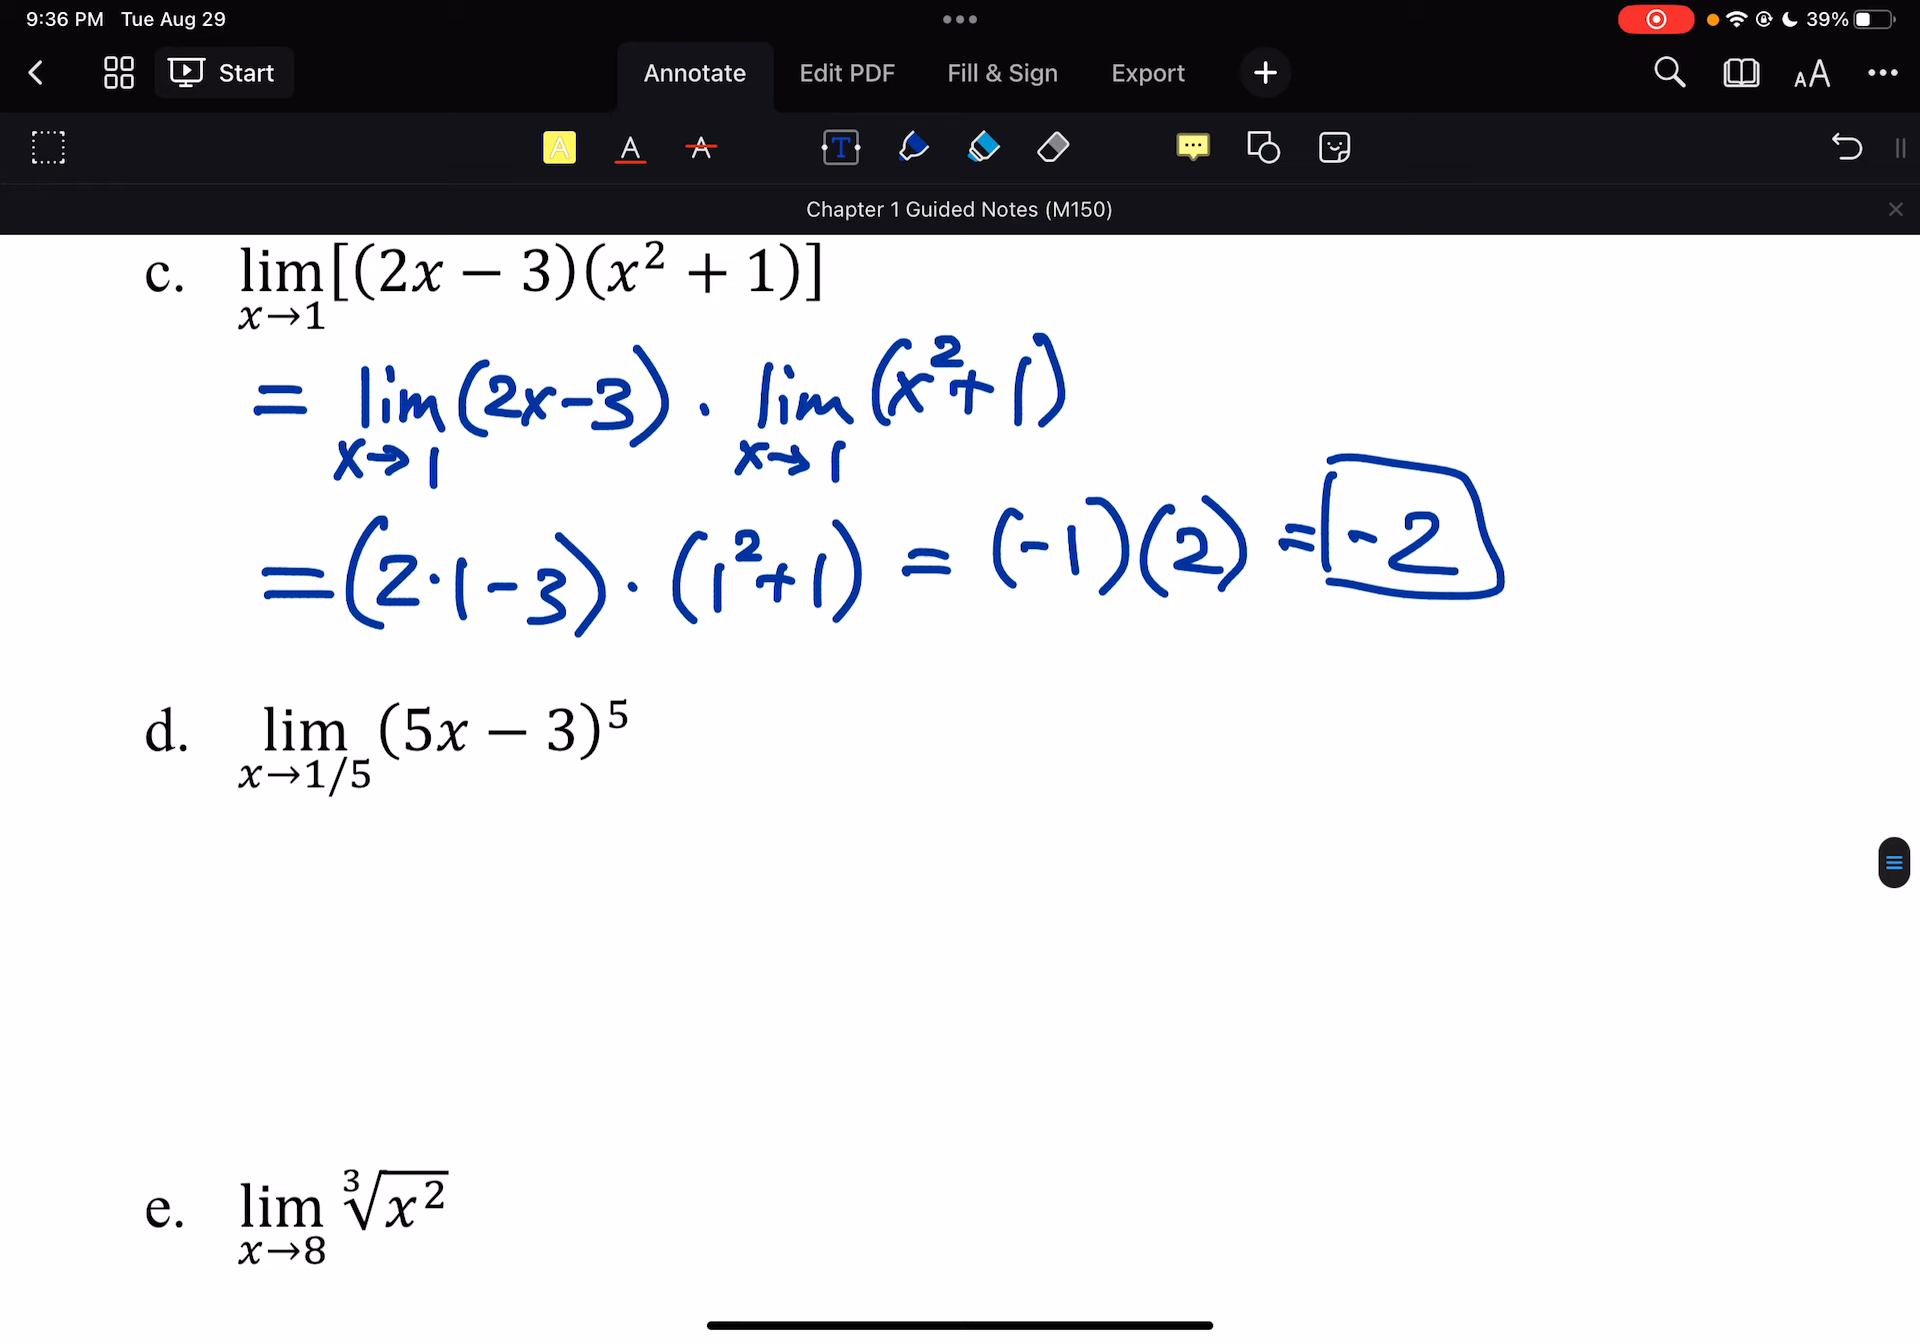 9:36 PM Tue Aug 29 39%
Start Annotate Edit PDF Fill & Sign Export + AA
A A A T
Chapter 1 Guided Notes (M150)
c. lim[(2x − 3)(x² + 1)]
x→1
= lim(2x-3) · lim(x²+1)
x→1 x→1
=(2·1-3)·(1²+1) = (-1)(2) = -2
d. lim (5x − 3)⁵
x→1/5
e. lim ³√x²
x→8